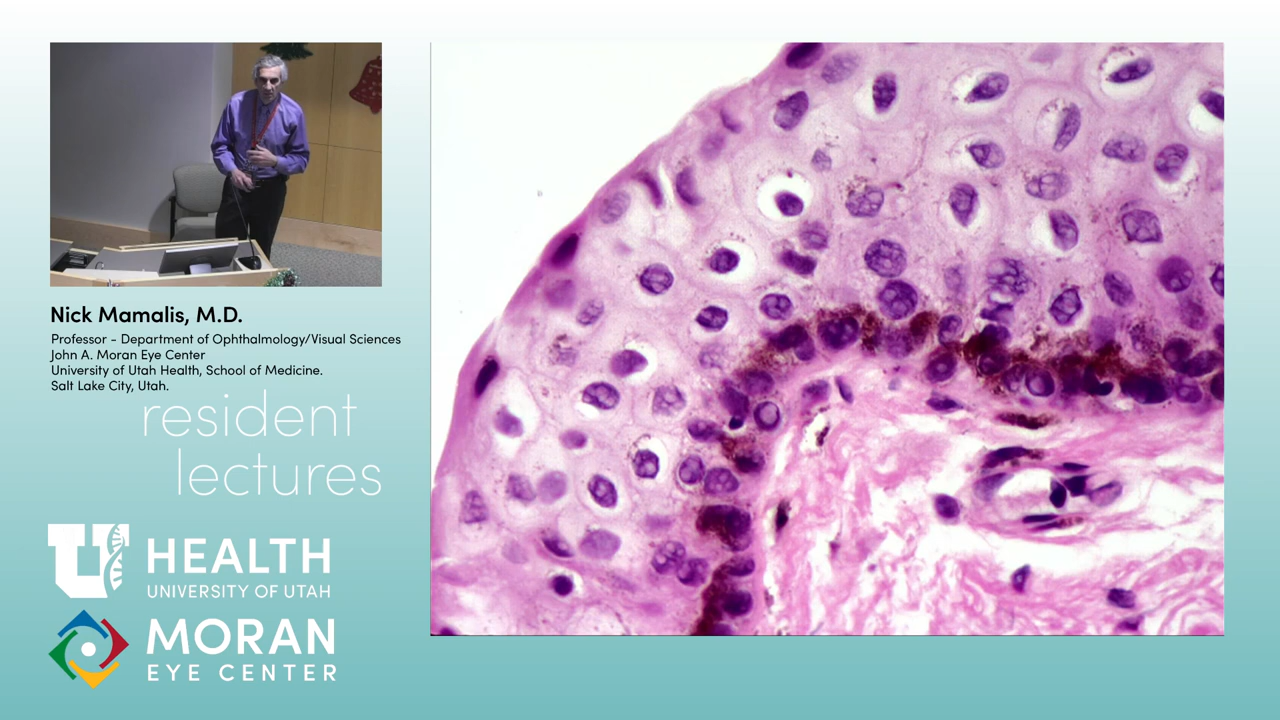 Nick Mamalis, M.D.
Professor - Department of Ophthalmology/Visual Sciences
John A. Moran Eye Center
University of Utah Health, School of Medicine.
Salt Lake City, Utah.
resident
lectures
U HEALTH
UNIVERSITY OF UTAH
MORAN
EYE CENTER